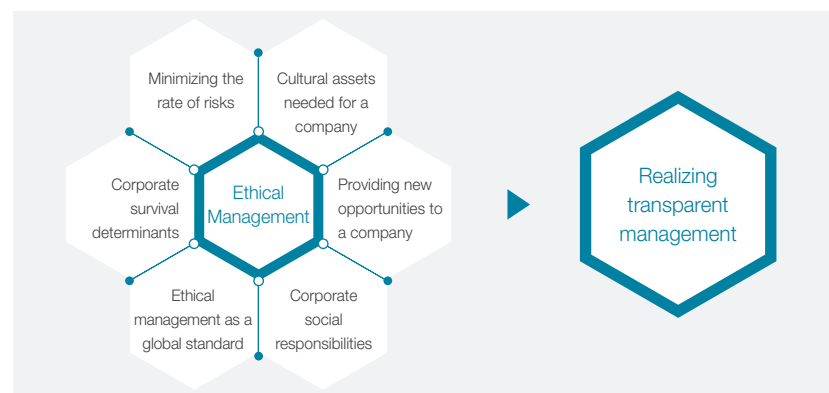 Minimizing the
rate of risks
Cultural assets
needed for a
company
Corporate
survival
determinants
Ethical
Management
Providing new
opportunities to
a company
Ethical
management as a
global standard
Corporate
social
responsibilities
Realizing
transparent
management